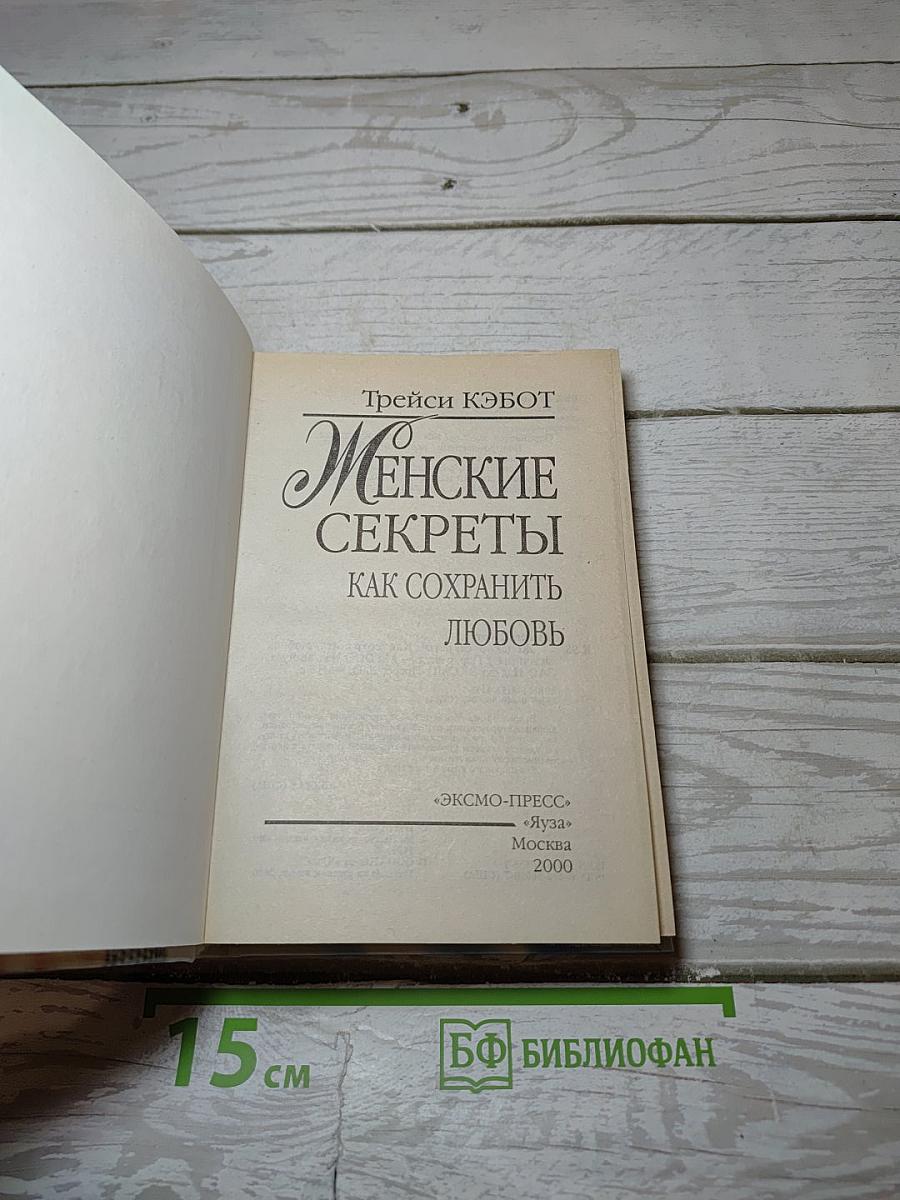 Трейси КЭБОТ
ЖЕНСКИЕ
СЕКРЕТЫ
КАК СОХРАНИТЬ
ЛЮБОВЬ
«ЭКСМО-ПРЕСС»
«Яуза»
Москва
2000
15 см
БФ БИБЛИОФАН